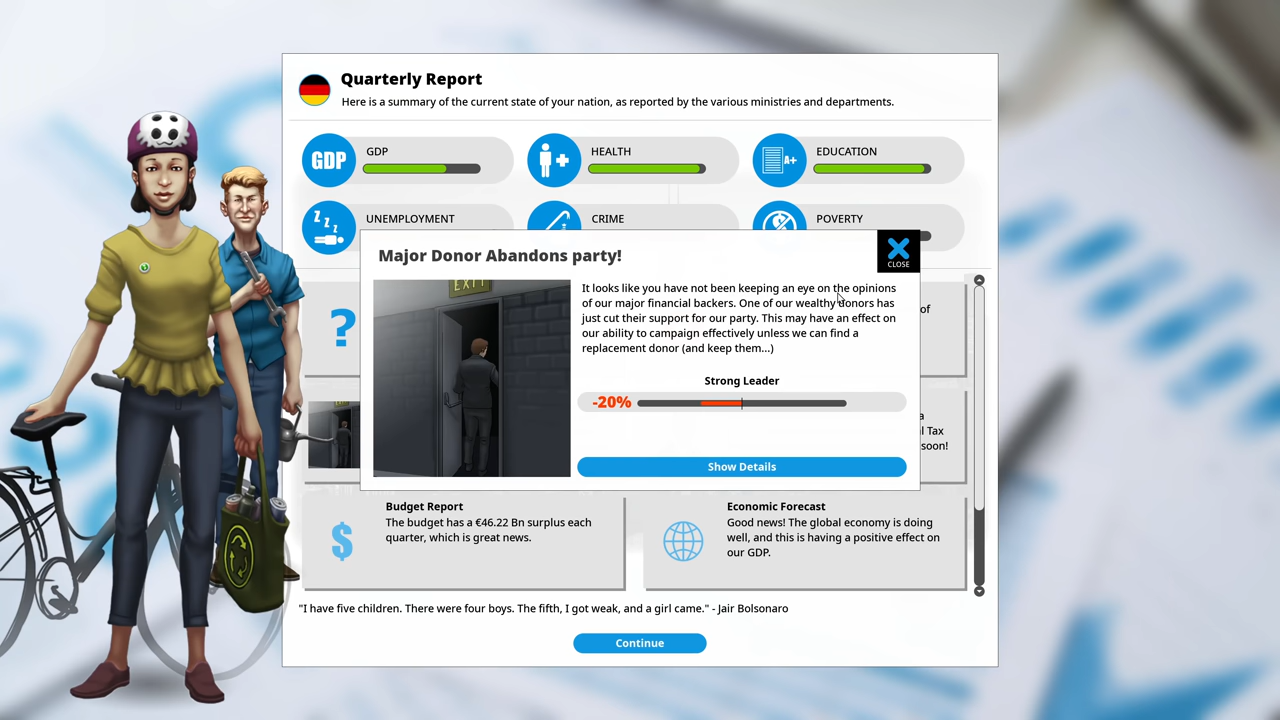 Quarterly Report
Here is a summary of the current state of your nation, as reported by the various ministries and departments.
GDP
GDP
HEALTH
A+
EDUCATION
Z Z Z
UNEMPLOYMENT
CRIME
POVERTY
Major Donor Abandons party!
CLOSE
EXIT
It looks like you have not been keeping an eye on the opinions
of our major financial backers. One of our wealthy donors has
just cut their support for our party. This may have an effect on
our ability to campaign effectively unless we can find a
replacement donor (and keep them...)
Strong Leader
-20%
Show Details
?
of
a
l Tax
soon!
Budget Report
The budget has a €46.22 Bn surplus each
quarter, which is great news.
$
Economic Forecast
Good news! The global economy is doing
well, and this is having a positive effect on
our GDP.
"I have five children. There were four boys. The fifth, I got weak, and a girl came." - Jair Bolsonaro
Continue